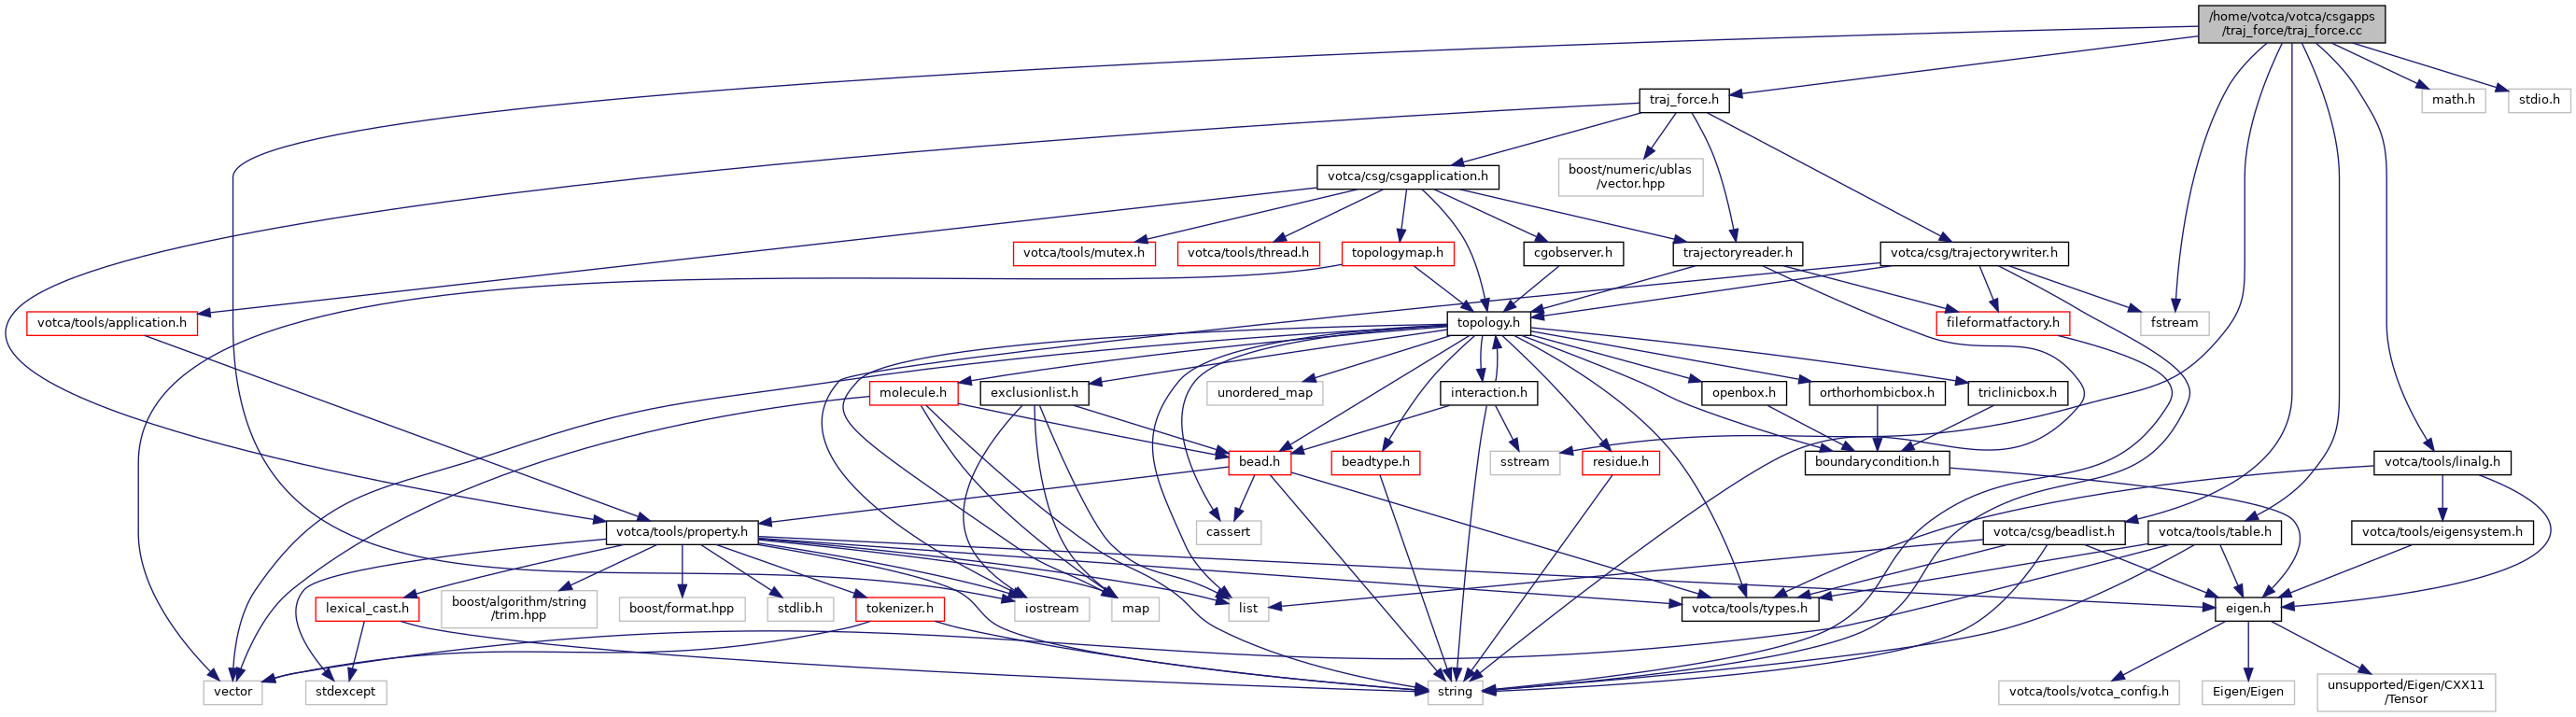 /home/votca/votca/csgapps
/traj_force/traj_force.cc
traj_force.h
math.h
stdio.h
votca/csg/csgapplication.h
boost/numeric/ublas
/vector.hpp
votca/tools/mutex.h
votca/tools/thread.h
topologymap.h
cgobserver.h
trajectoryreader.h
votca/csg/trajectorywriter.h
votca/tools/application.h
topology.h
fileformatfactory.h
fstream
molecule.h
exclusionlist.h
unordered_map
interaction.h
openbox.h
orthorhombicbox.h
triclinicbox.h
bead.h
beadtype.h
sstream
residue.h
boundarycondition.h
votca/tools/linalg.h
votca/tools/property.h
cassert
votca/csg/beadlist.h
votca/tools/table.h
votca/tools/eigensystem.h
lexical_cast.h
boost/algorithm/string
/trim.hpp
boost/format.hpp
stdlib.h
tokenizer.h
iostream
map
list
votca/tools/types.h
eigen.h
vector
stdexcept
string
votca/tools/votca_config.h
Eigen/Eigen
unsupported/Eigen/CXX11
/Tensor